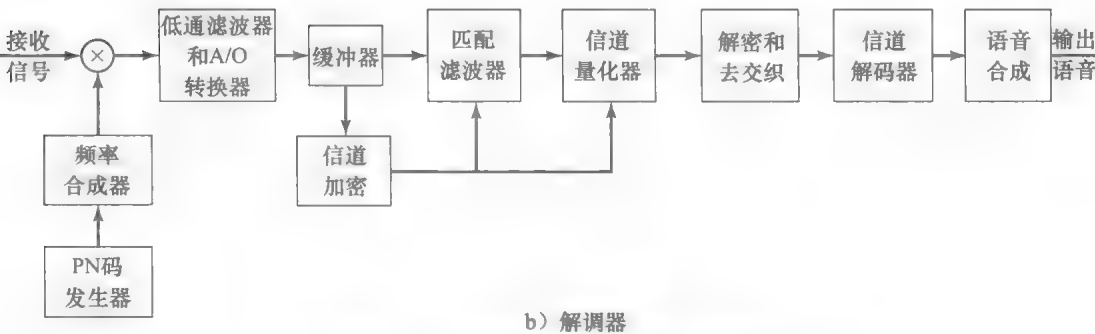 接收
信号
×
低通滤波器
和A/O
转换器
缓冲器
匹配
滤波器
信道
量化器
解密和
去交织
信道
解码器
语音
合成
输出
语音
频率
合成器
信道
加密
PN码
发生器
b）解调器